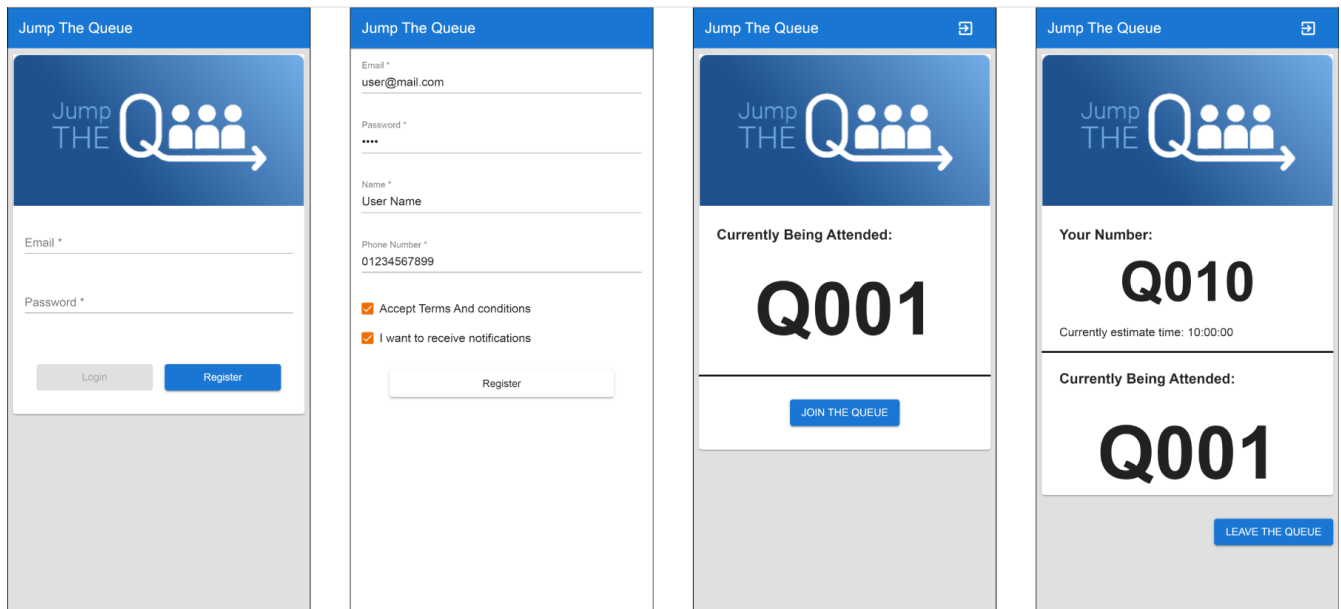 Jump The Queue
Jump
THE Q
Email *
Password *
Login
Register
Jump The Queue
Email *
user@mail.com
Password *
••••
Name *
User Name
Phone Number *
01234567899
Accept Terms And conditions
I want to receive notifications
Register
Jump The Queue
Jump
THE Q
Currently Being Attended:
Q001
JOIN THE QUEUE
Jump The Queue
Jump
THE Q
Your Number:
Q010
Currently estimate time: 10:00:00
Currently Being Attended:
Q001
LEAVE THE QUEUE